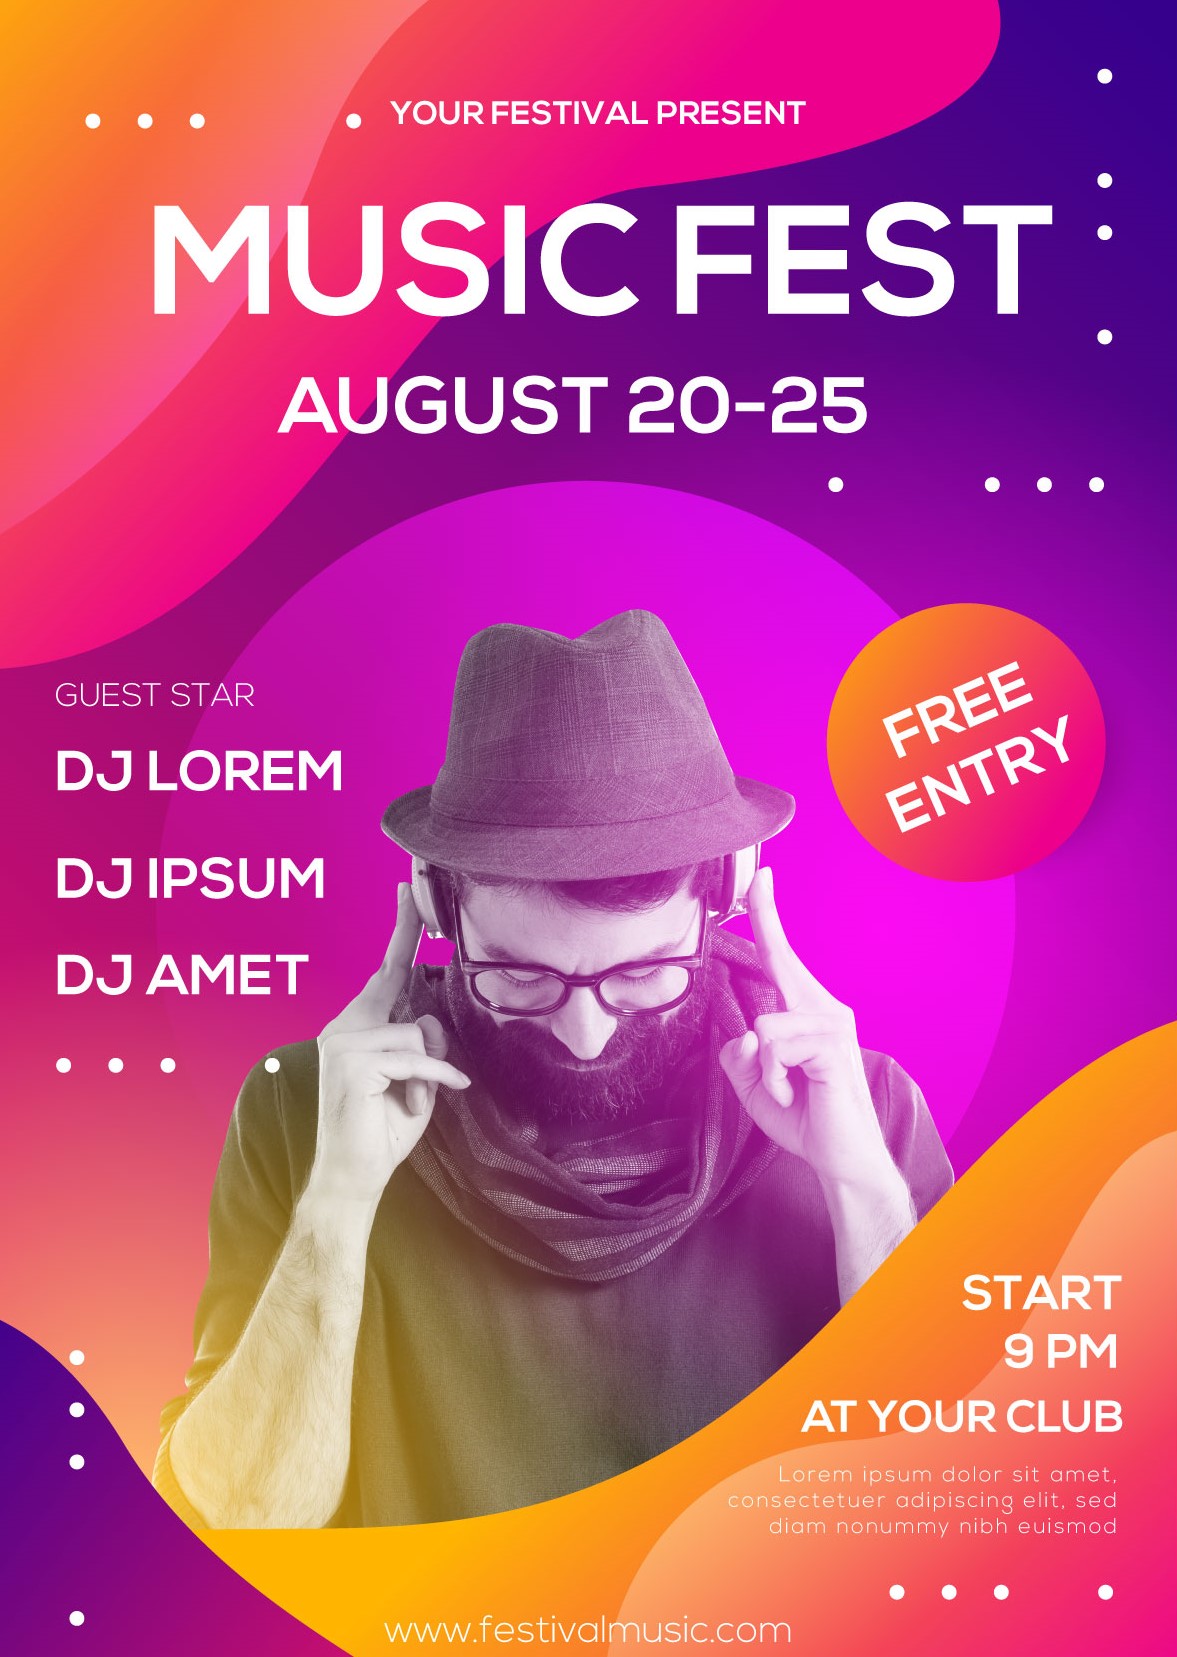 YOUR FESTIVAL PRESENT
MUSIC FEST
AUGUST 20-25
FREE
ENTRY
GUEST STAR
DJ LOREM
DJ IPSUM
DJ AMET
START
9 PM
AT YOUR CLUB
Lorem ipsum dolor sit amet,
consectetuer adipiscing elit, sed
diam nonummy nibh euismod
www.festivalmusic.com